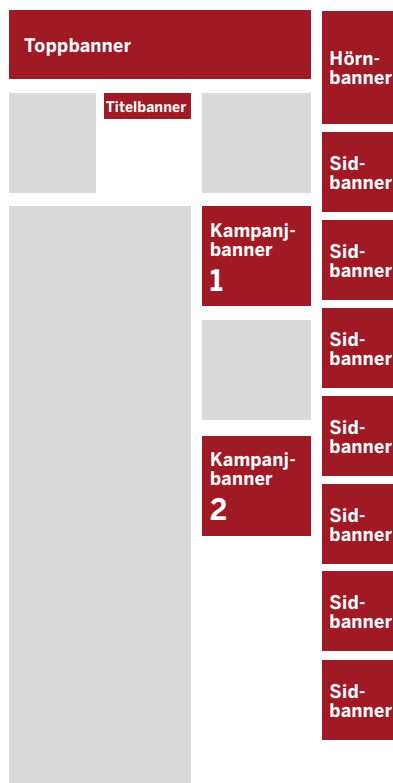 Toppbanner
Hörn-
banner
Titelbanner
Sid-
banner
Kampanj-
banner
1
Sid-
banner
Sid-
banner
Sid-
banner
Kampanj-
banner
2
Sid-
banner
Sid-
banner
Sid-
banner